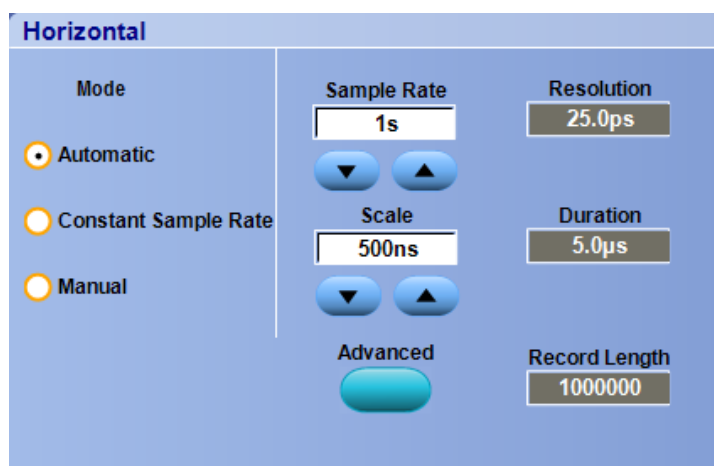 Horizontal
Mode
Automatic
Constant Sample Rate
Manual
Sample Rate
1s
Scale
500ns
Advanced
Resolution
25.0ps
Duration
5.0µs
Record Length
1000000